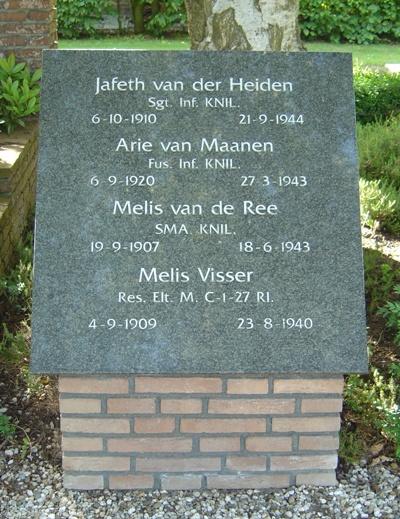 Jafeth van der Heiden
Sgt. Inf. KNIL.
6-10-1910 21-9-1944
Arie van Maanen
Fus. Inf. KNIL.
6-9-1920 27-3-1943
Melis van de Ree
SMA. KNIL.
19-9-1907 18-6-1943
Melis Visser
Res. Elt. M. C-1-27 RI.
4-9-1909 23-8-1940